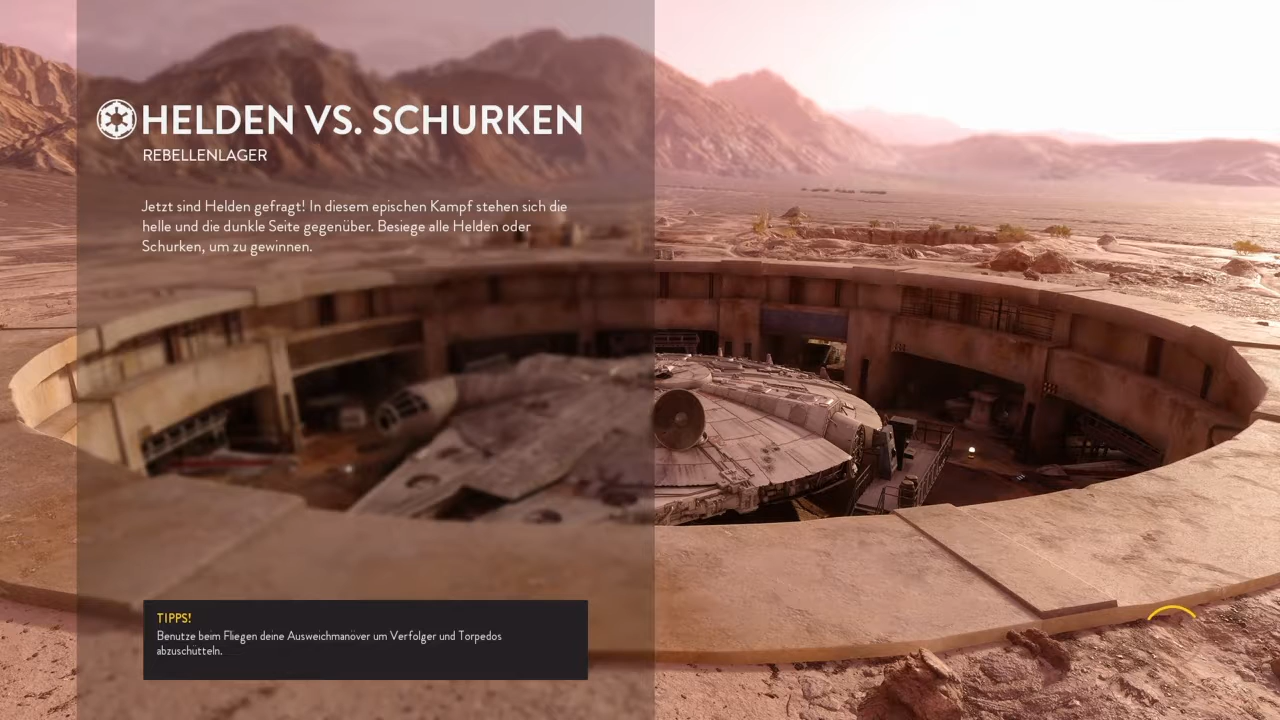 HELDEN VS. SCHURKEN
REBELLENLAGER
Jetzt sind Helden gefragt! In diesem epischen Kampf stehen sich die
helle und die dunkle Seite gegenüber. Besiege alle Helden oder
Schurken, um zu gewinnen.
TIPPS!
Benutze beim Fliegen deine Ausweichmanöver um Verfolger und Torpedos
abzuschütteln.